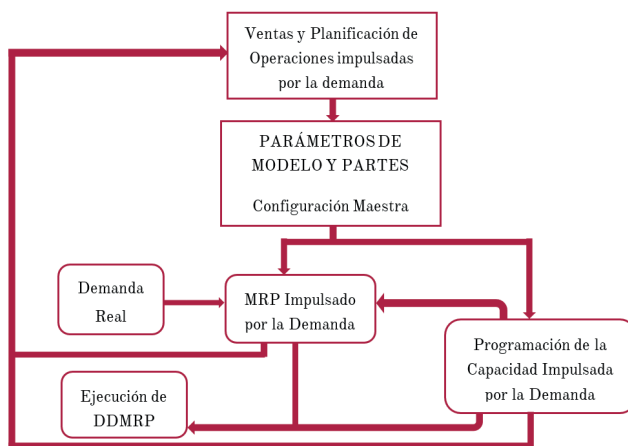 Ventas y Planificación de
Operaciones impulsadas
por la demanda
PARÁMETROS DE
MODELO Y PARTES
Configuración Maestra
Demanda
Real
MRP Impulsado
por la Demanda
Programación de la
Capacidad Impulsada
por la Demanda
Ejecución de
DDMRP